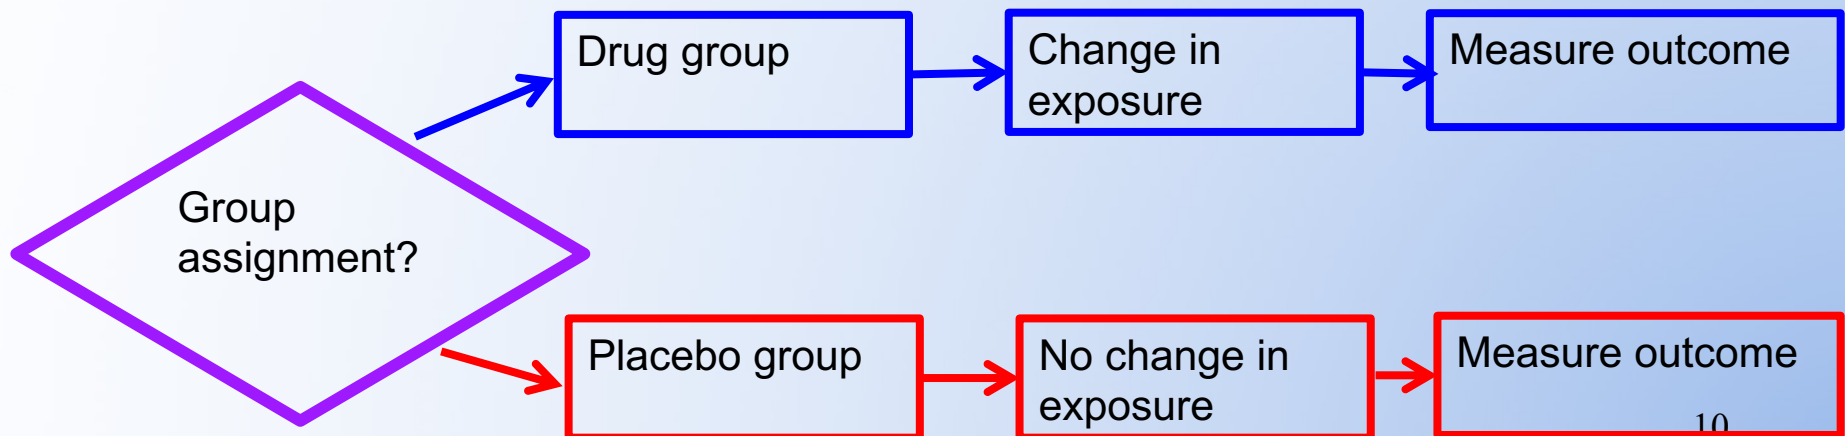 Group
assignment?
Drug group
Change in
exposure
Measure outcome
Placebo group
No change in
exposure
Measure outcome
10